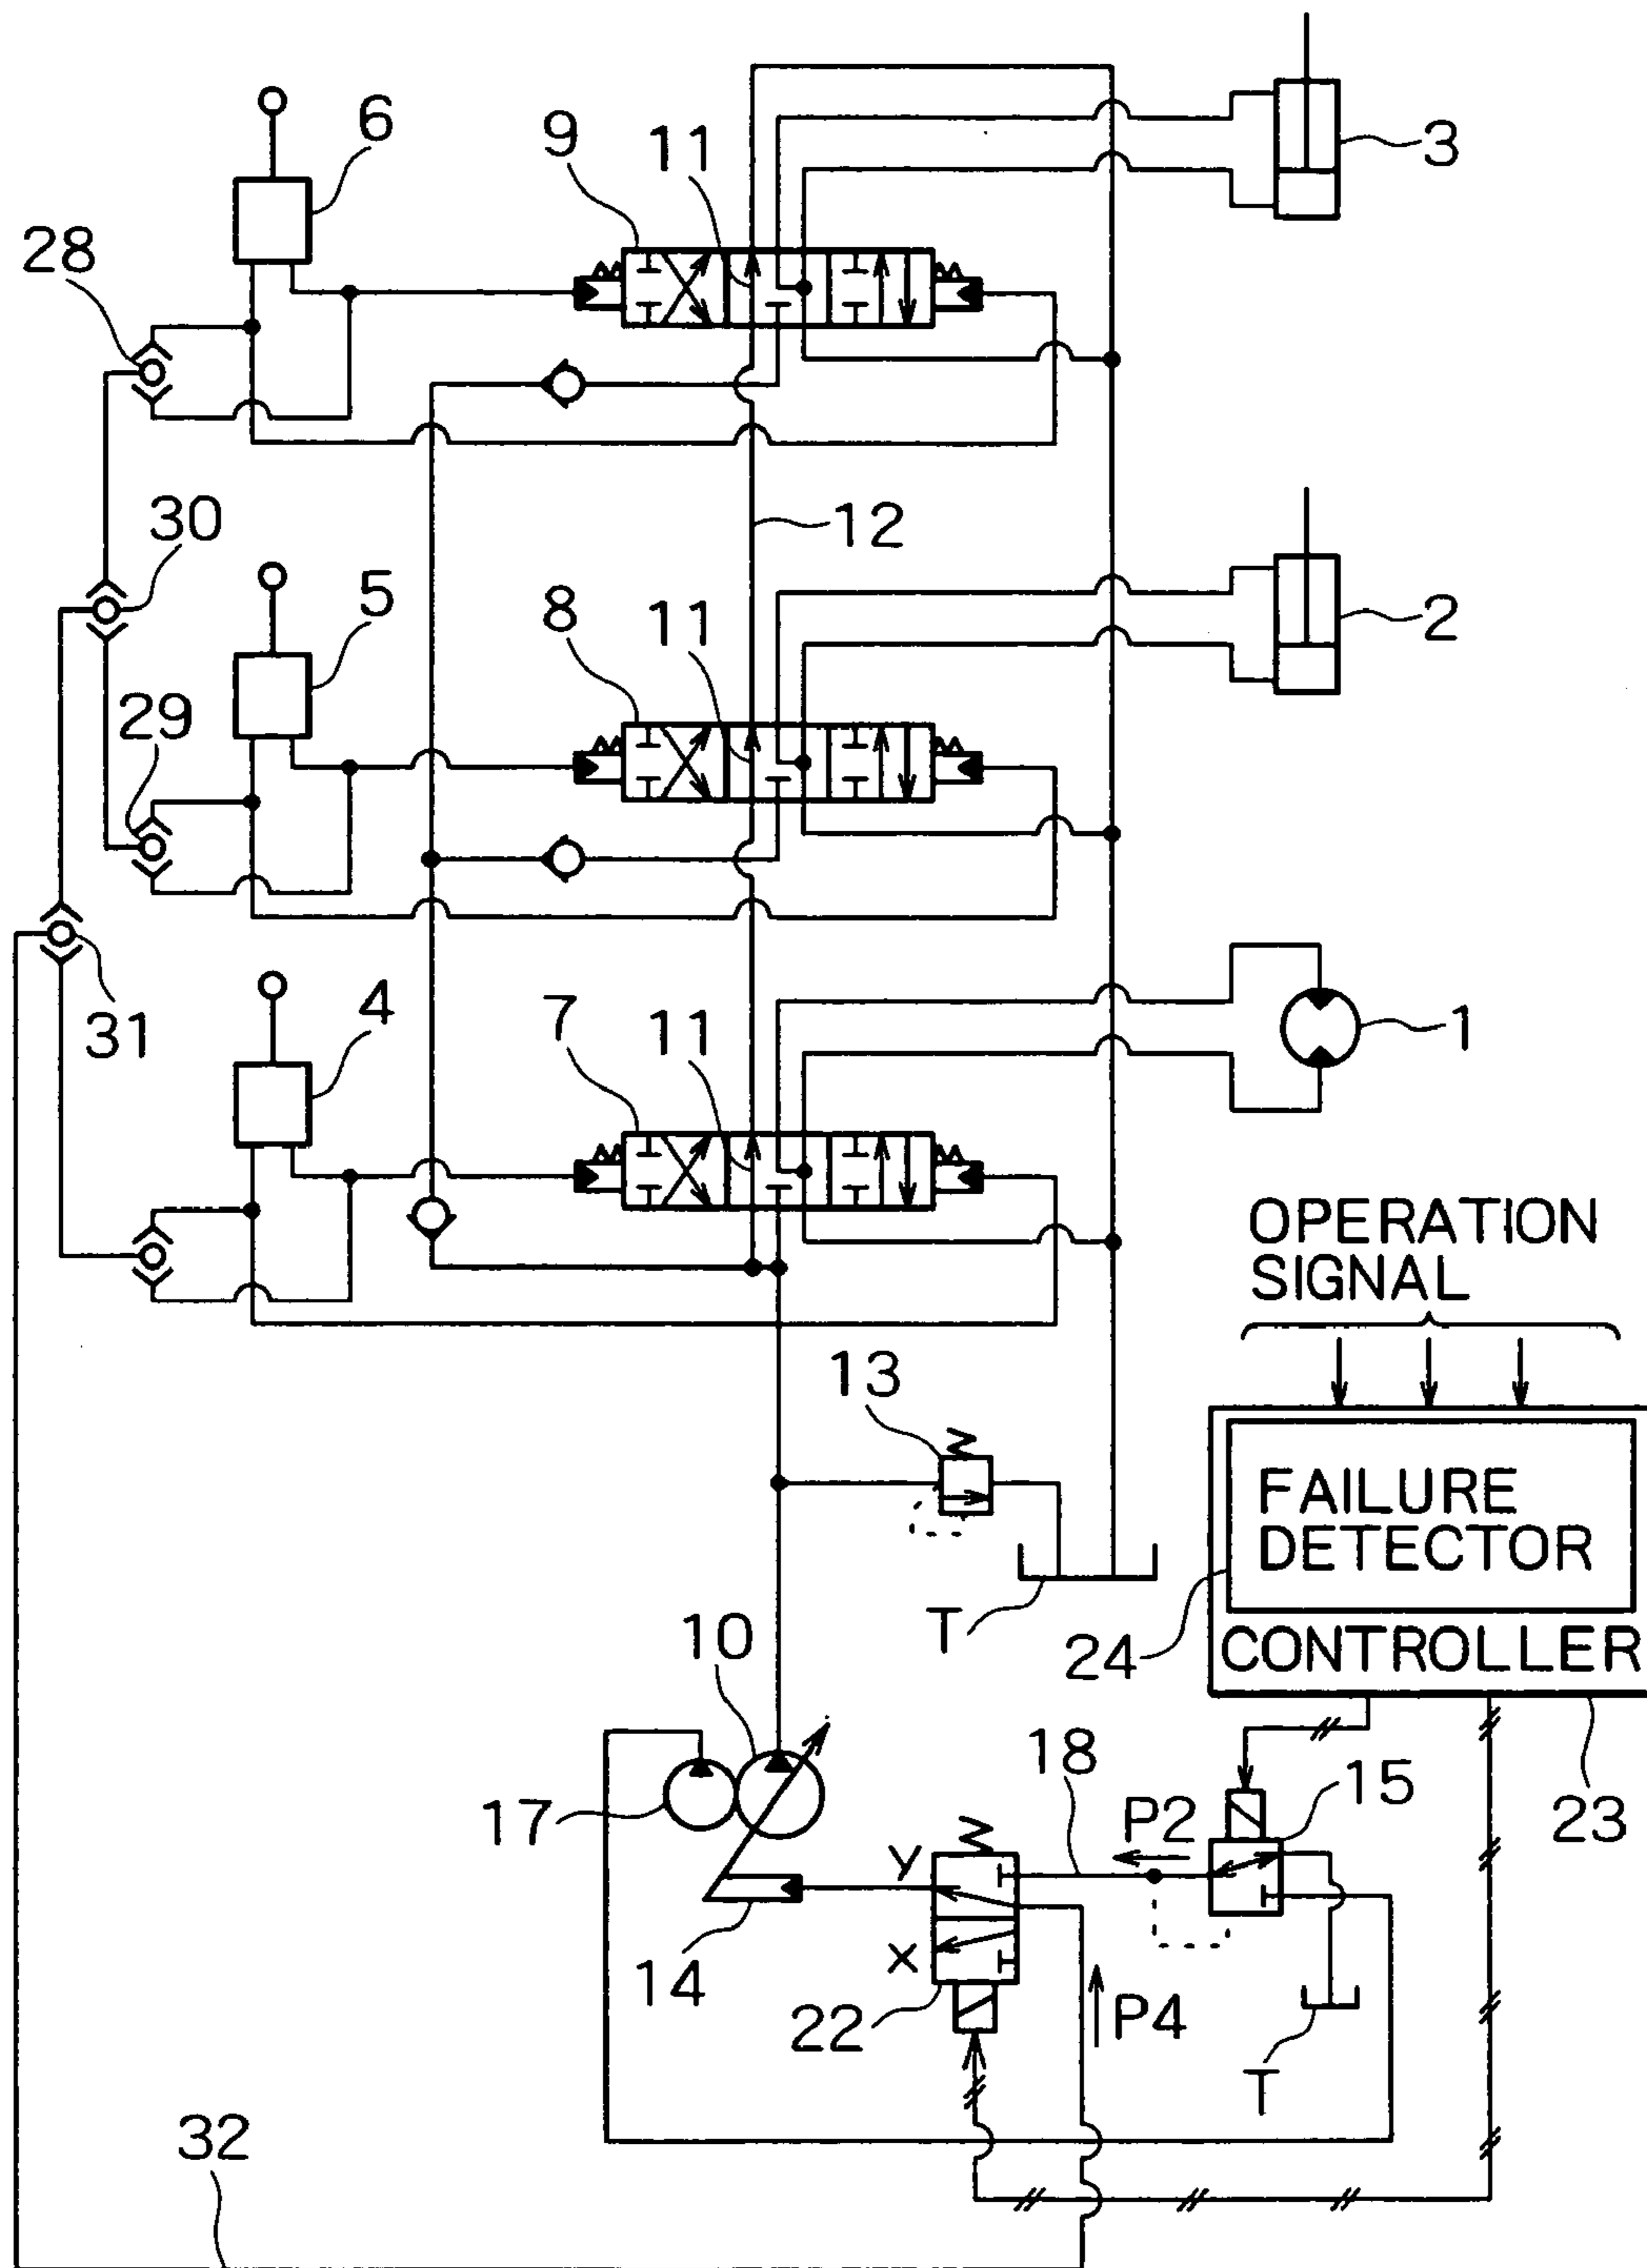 6
9
11
3
28
12
30
5
8
11
2
29
31
4
7
11
1
OPERATION
SIGNAL
13
FAILURE
DETECTOR
T
24
CONTROLLER
10
18
15
23
17
P2
y
x
14
22
P4
T
32